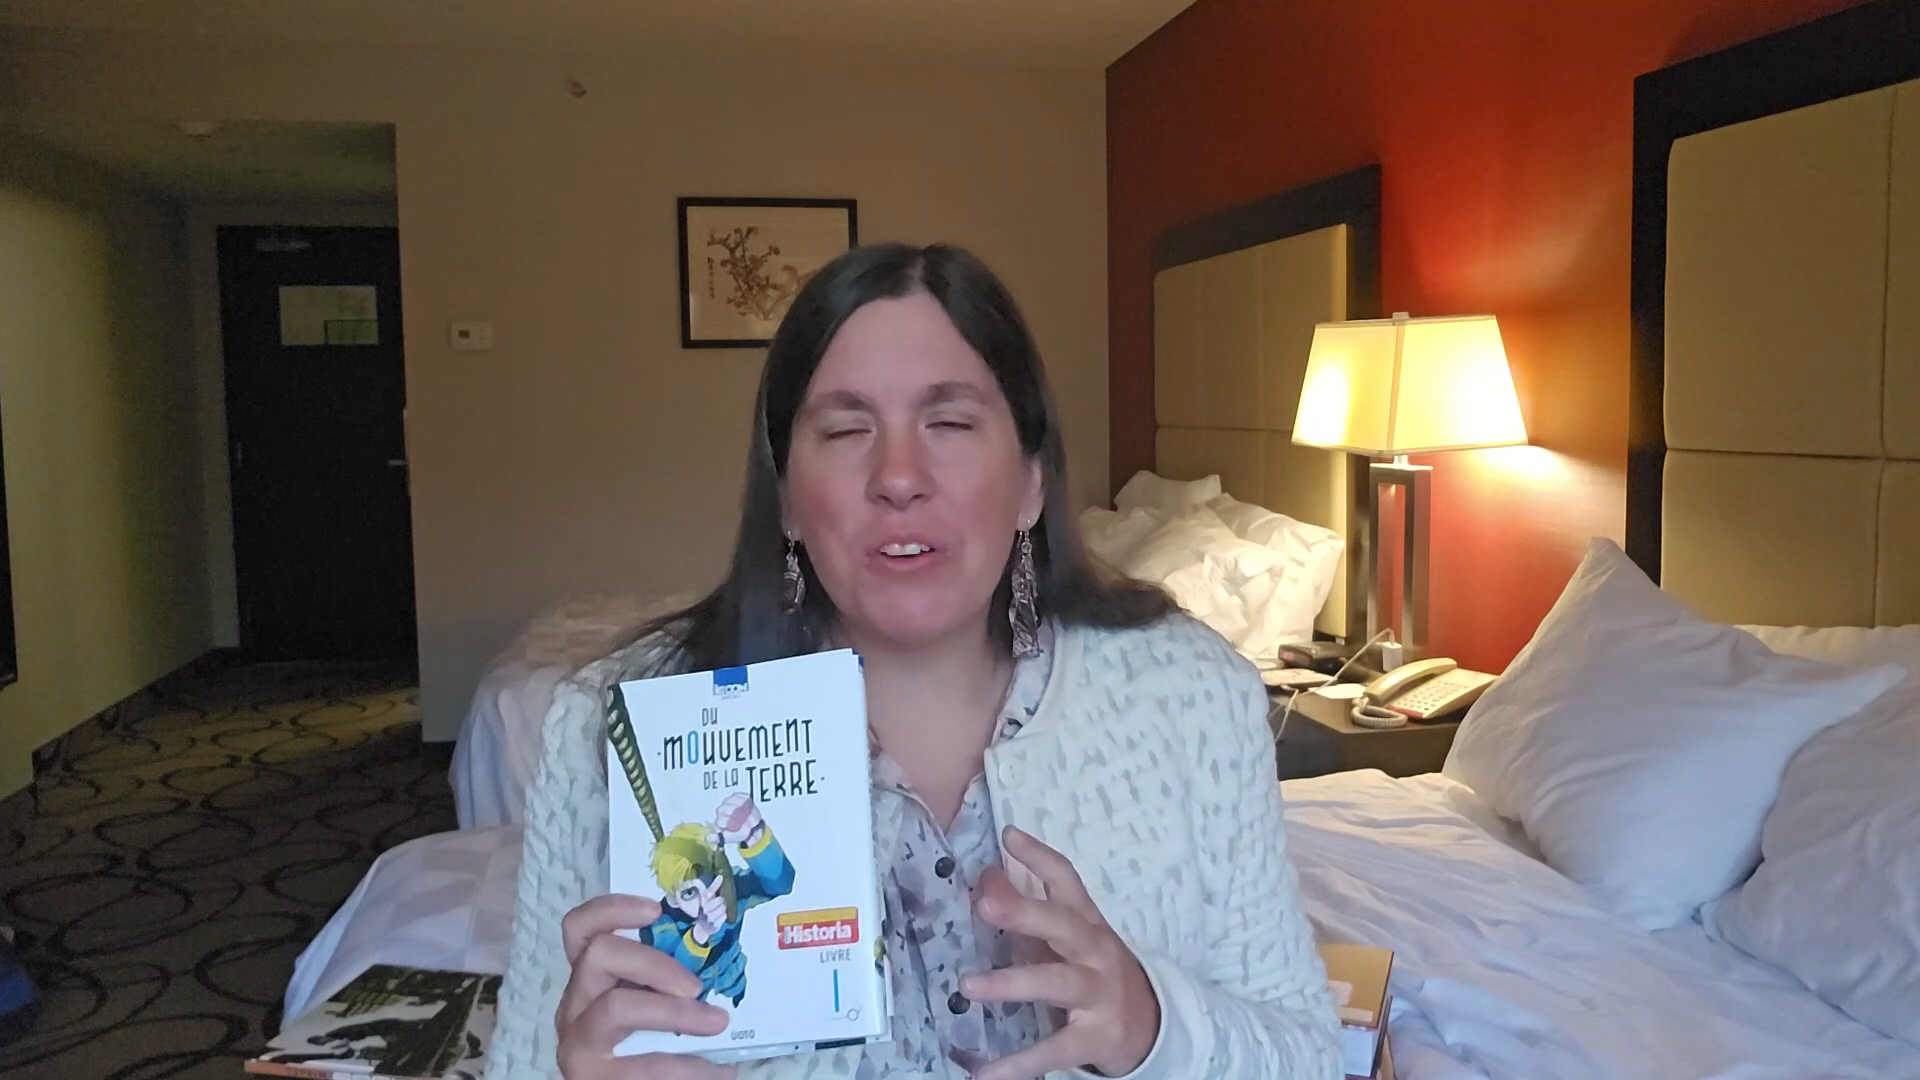 DU
MOUVEMENT
DE LA
TERRE
Historia
LIVRE
1
UOTO